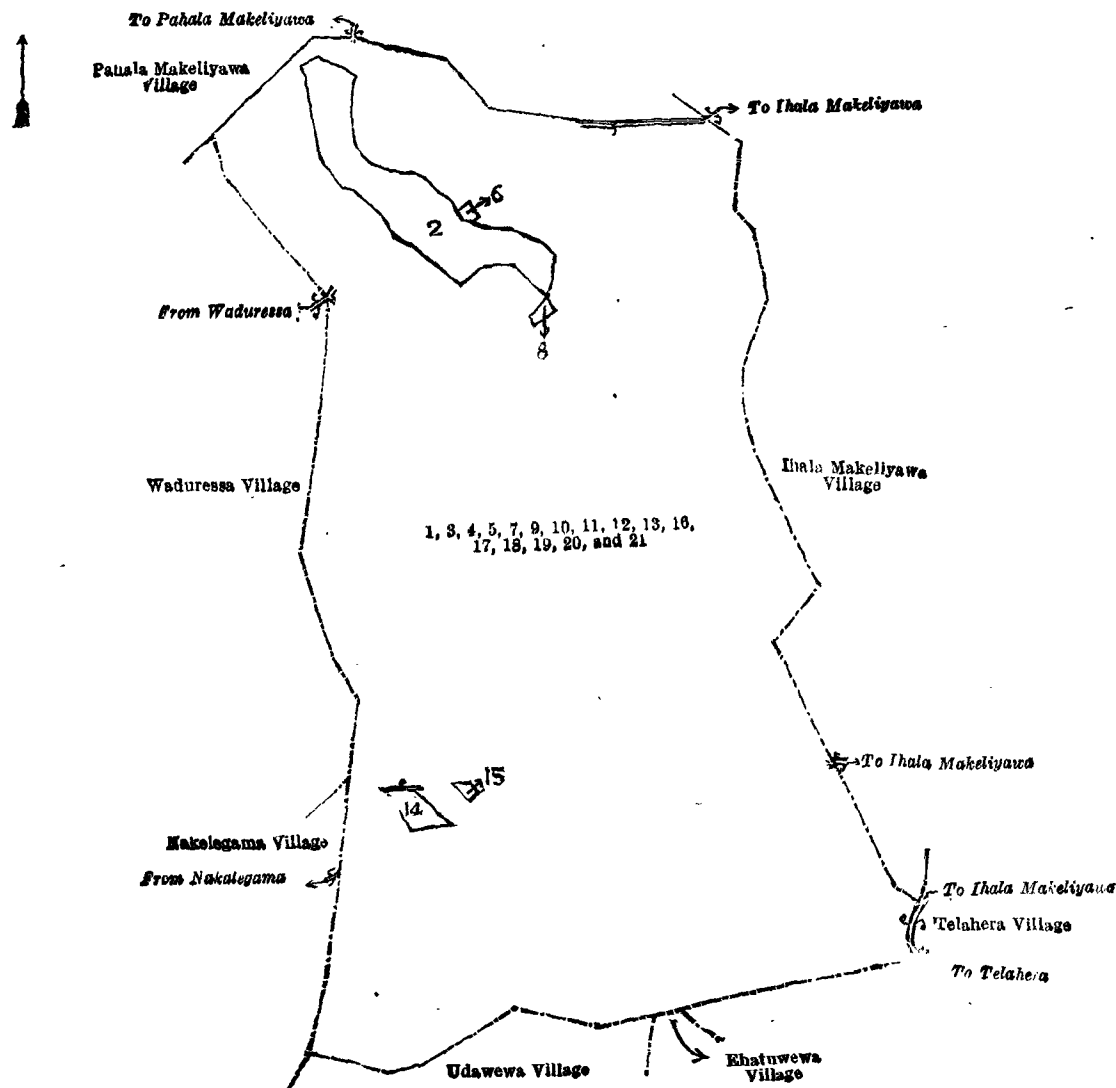 To Pahala Makeliyawa
Pahala Makeliyawa
Village
To Ihala Makeliyawa
6
2
From Waduressa
8
Waduressa Village
Ihala Makeliyawa
Village
1, 3, 4, 5, 7, 9, 10, 11, 12, 13, 16,
17, 18, 19, 20, and 21
To Ihala Makeliyawa
15
14
Nakelegama Village
From Nakalegama
To Ihala Makeliyawa
Telahera Village
To Telahera
Udawewa Village
Ehatuwewa
Village